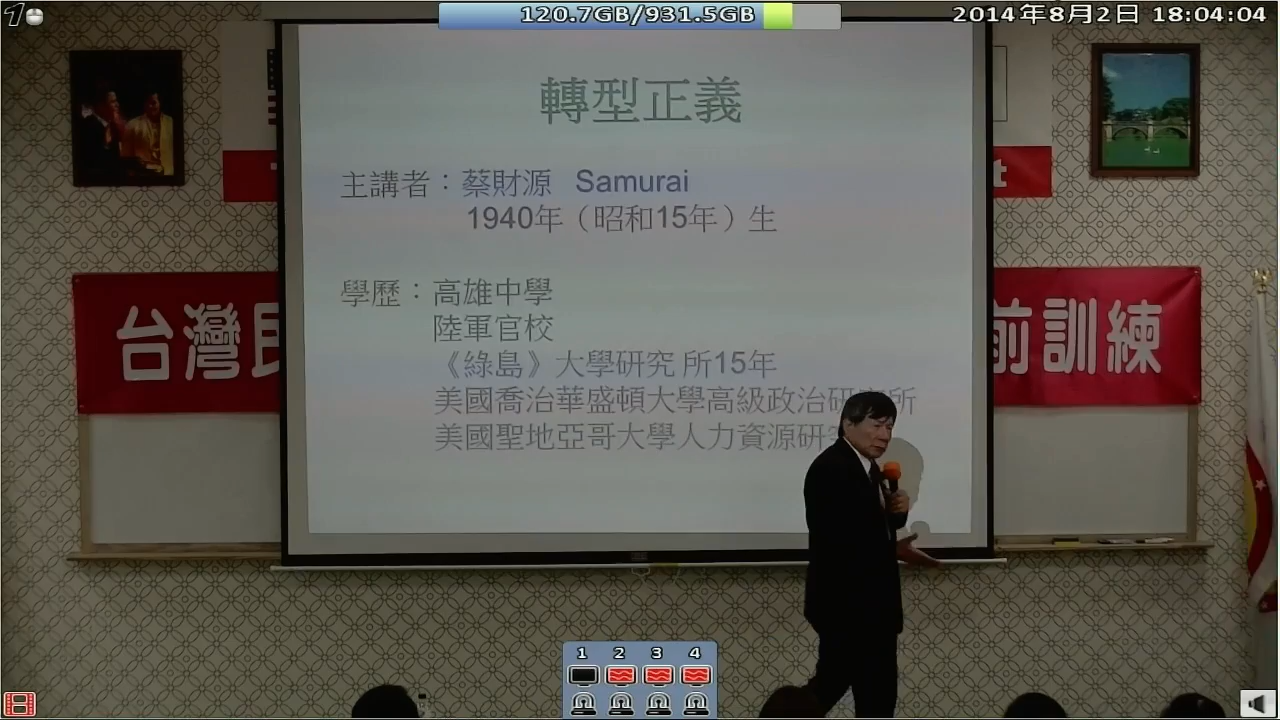 120.7GB/931.5GB
2014年8月2日 18:04:04
轉型正義
主講者：蔡財源 Samurai
1940年（昭和15年）生
學歷：高雄中學
陸軍官校
《綠島》大學研究 所15年
美國喬治華盛頓大學高級政治研究所
美國聖地亞哥大學人力資源研
台灣民
前訓練
t
1 2 3 4